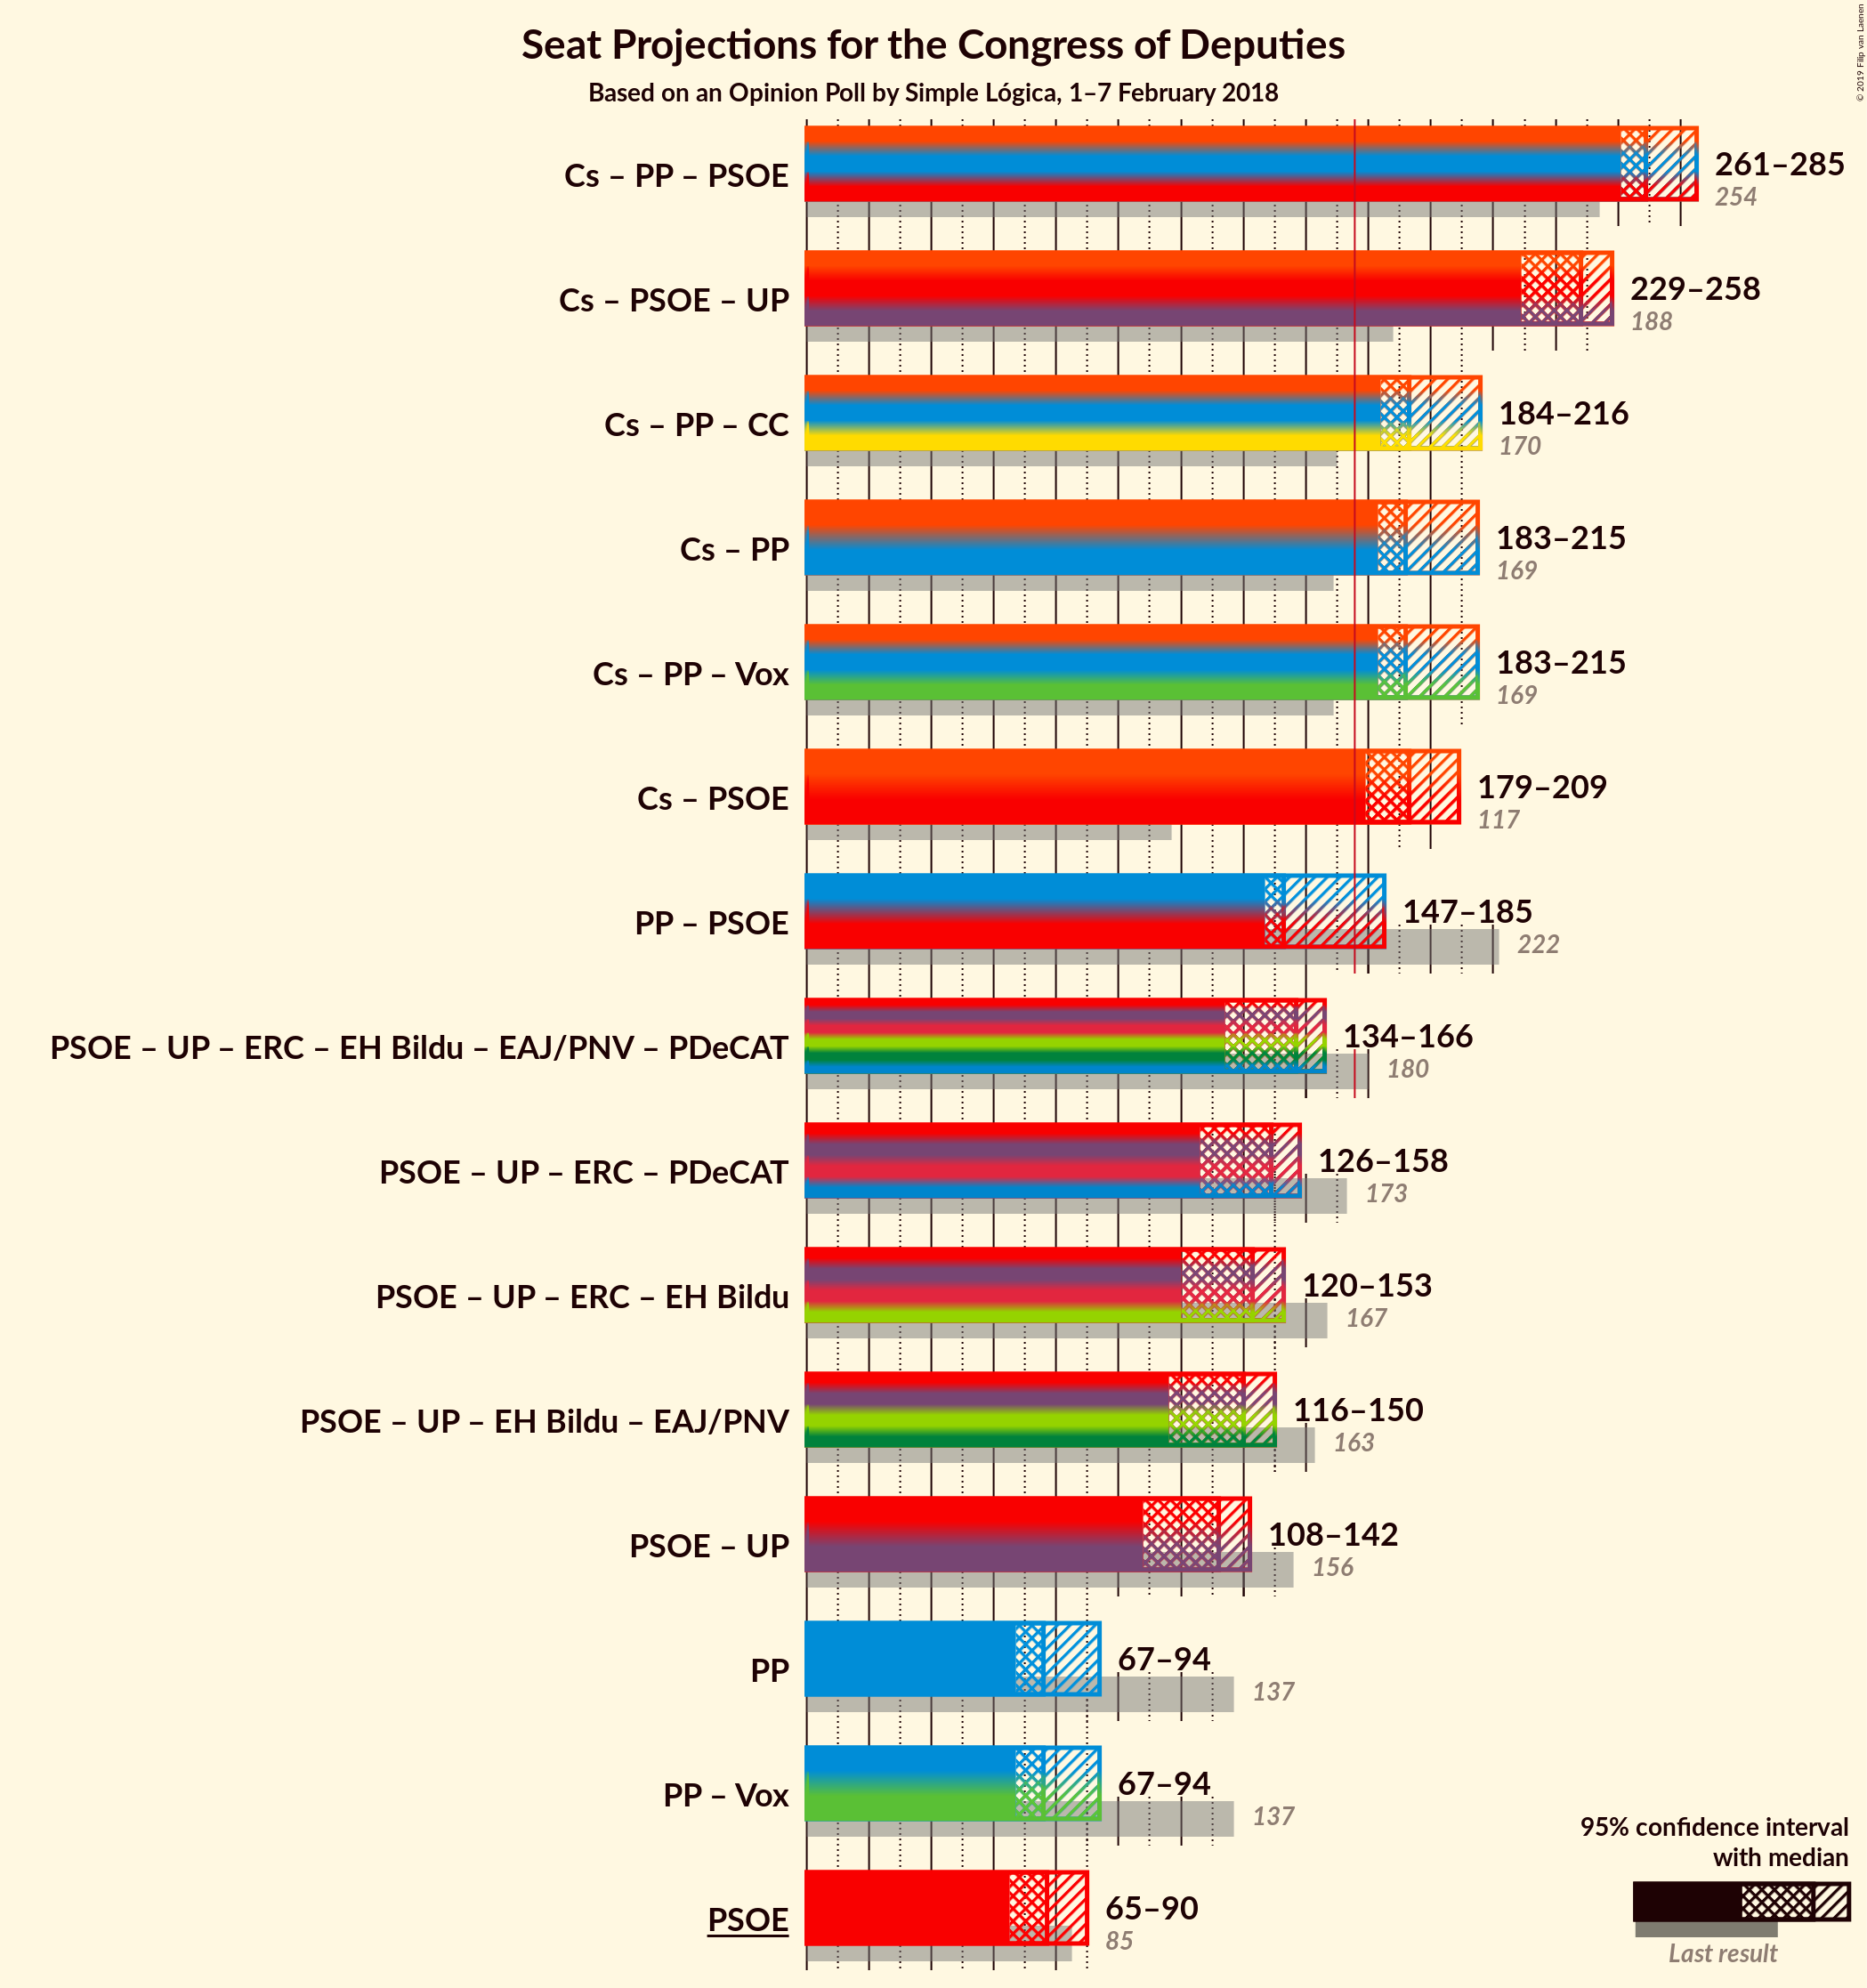 Seat Projections for the Congress of Deputies
Based on an Opinion Poll by Simple Lógica, 1–7 February 2018
© 2019 Filip van Laenen
Cs – PP – PSOE
261–285
254
Cs – PSOE – UP
229–258
188
Cs – PP – CC
184–216
170
Cs – PP
183–215
169
Cs – PP – Vox
183–215
169
Cs – PSOE
179–209
117
PP – PSOE
147–185
222
PSOE – UP – ERC – EH Bildu – EAJ/PNV – PDeCAT
134–166
180
PSOE – UP – ERC – PDeCAT
126–158
173
PSOE – UP – ERC – EH Bildu
120–153
167
PSOE – UP – EH Bildu – EAJ/PNV
116–150
163
PSOE – UP
108–142
156
PP
67–94
137
PP – Vox
67–94
137
PSOE
65–90
85
95% confidence interval
with median
Last result